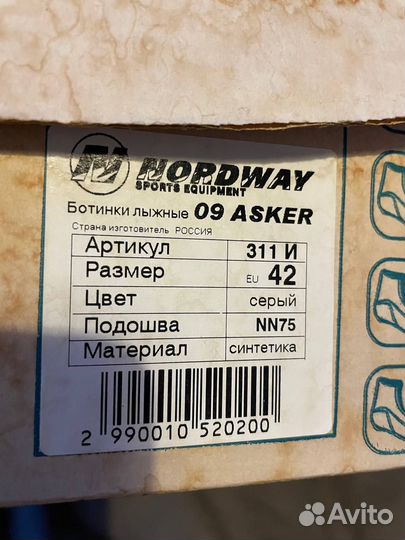 NORDWAY
SPORTS EQUIPMENT
Ботинки лыжные 09 ASKER
Страна изготовитель РОССИЯ
Артикул 311 И
Размер EU 42
Цвет серый
Подошва NN75
Материал синтетика
2 990010 520200
Avito